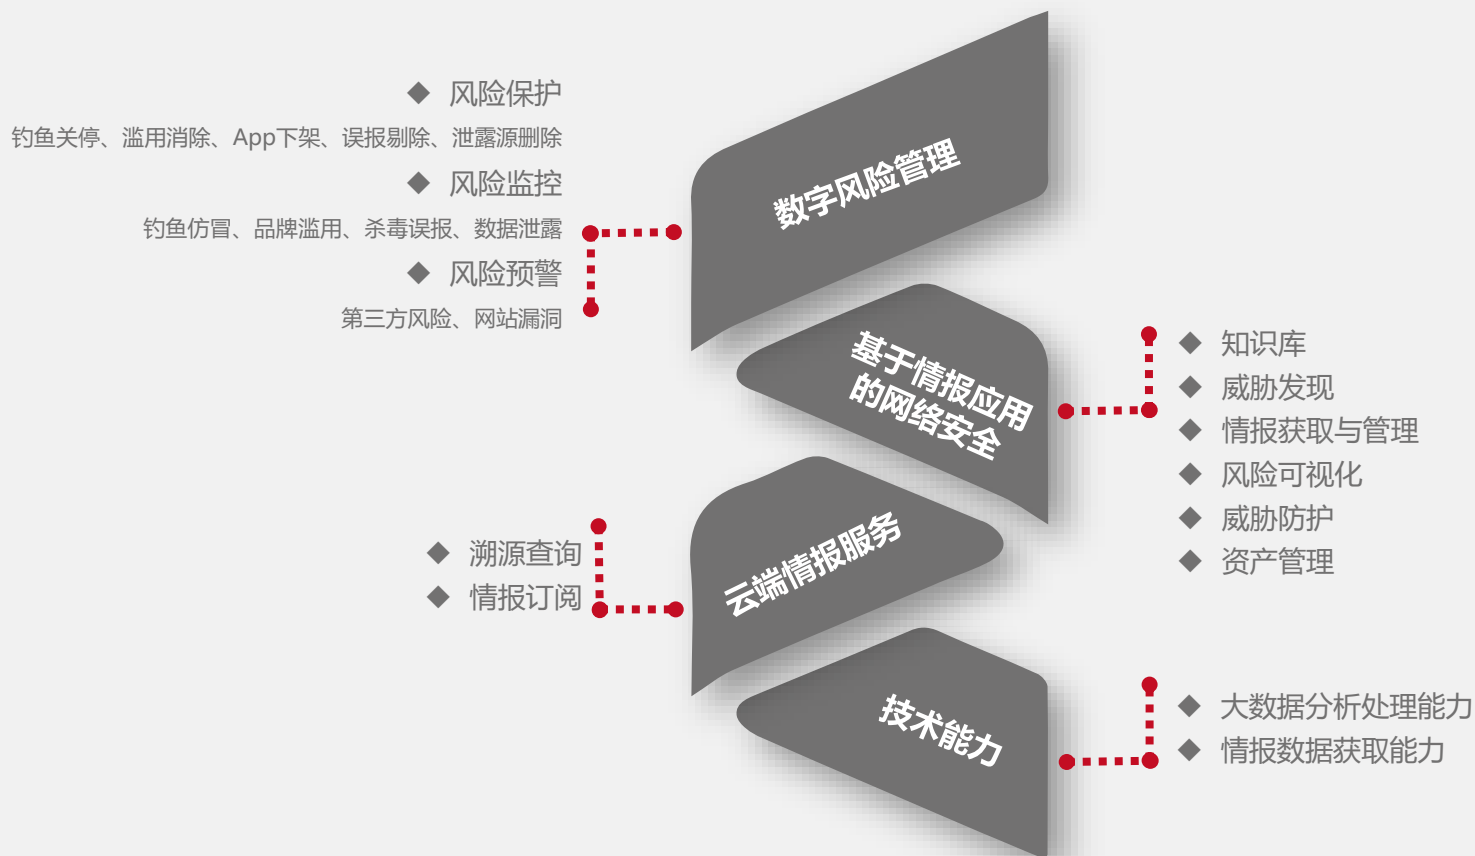 ◆ 风险保护
钓鱼关停、滥用消除、App下架、误报剔除、泄露源删除
◆ 风险监控
钓鱼仿冒、品牌滥用、杀毒误报、数据泄露
◆ 风险预警
第三方风险、网站漏洞
数字风险管理
基于情报应用
的网络安全
◆ 知识库
◆ 威胁发现
◆ 情报获取与管理
◆ 风险可视化
◆ 威胁防护
◆ 资产管理
◆ 溯源查询
◆ 情报订阅
云端情报服务
技术能力
◆ 大数据分析处理能力
◆ 情报数据获取能力